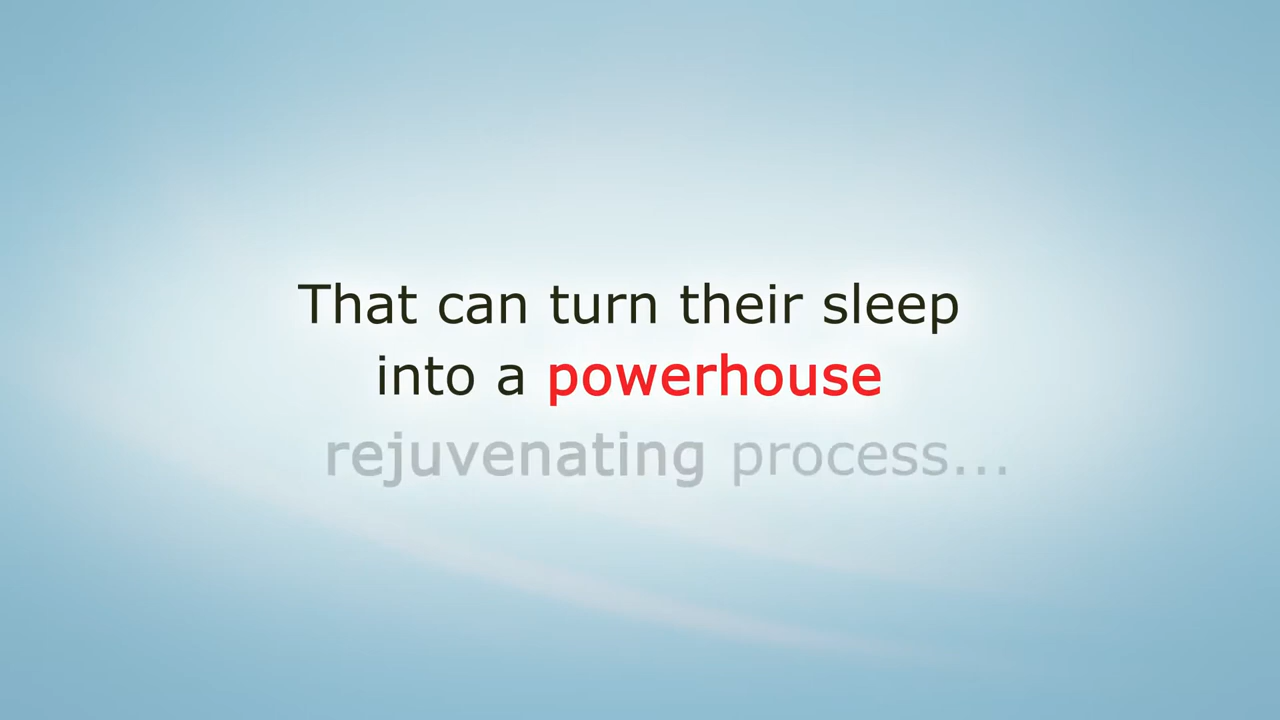 That can turn their sleep
into a powerhouse
rejuvenating process...